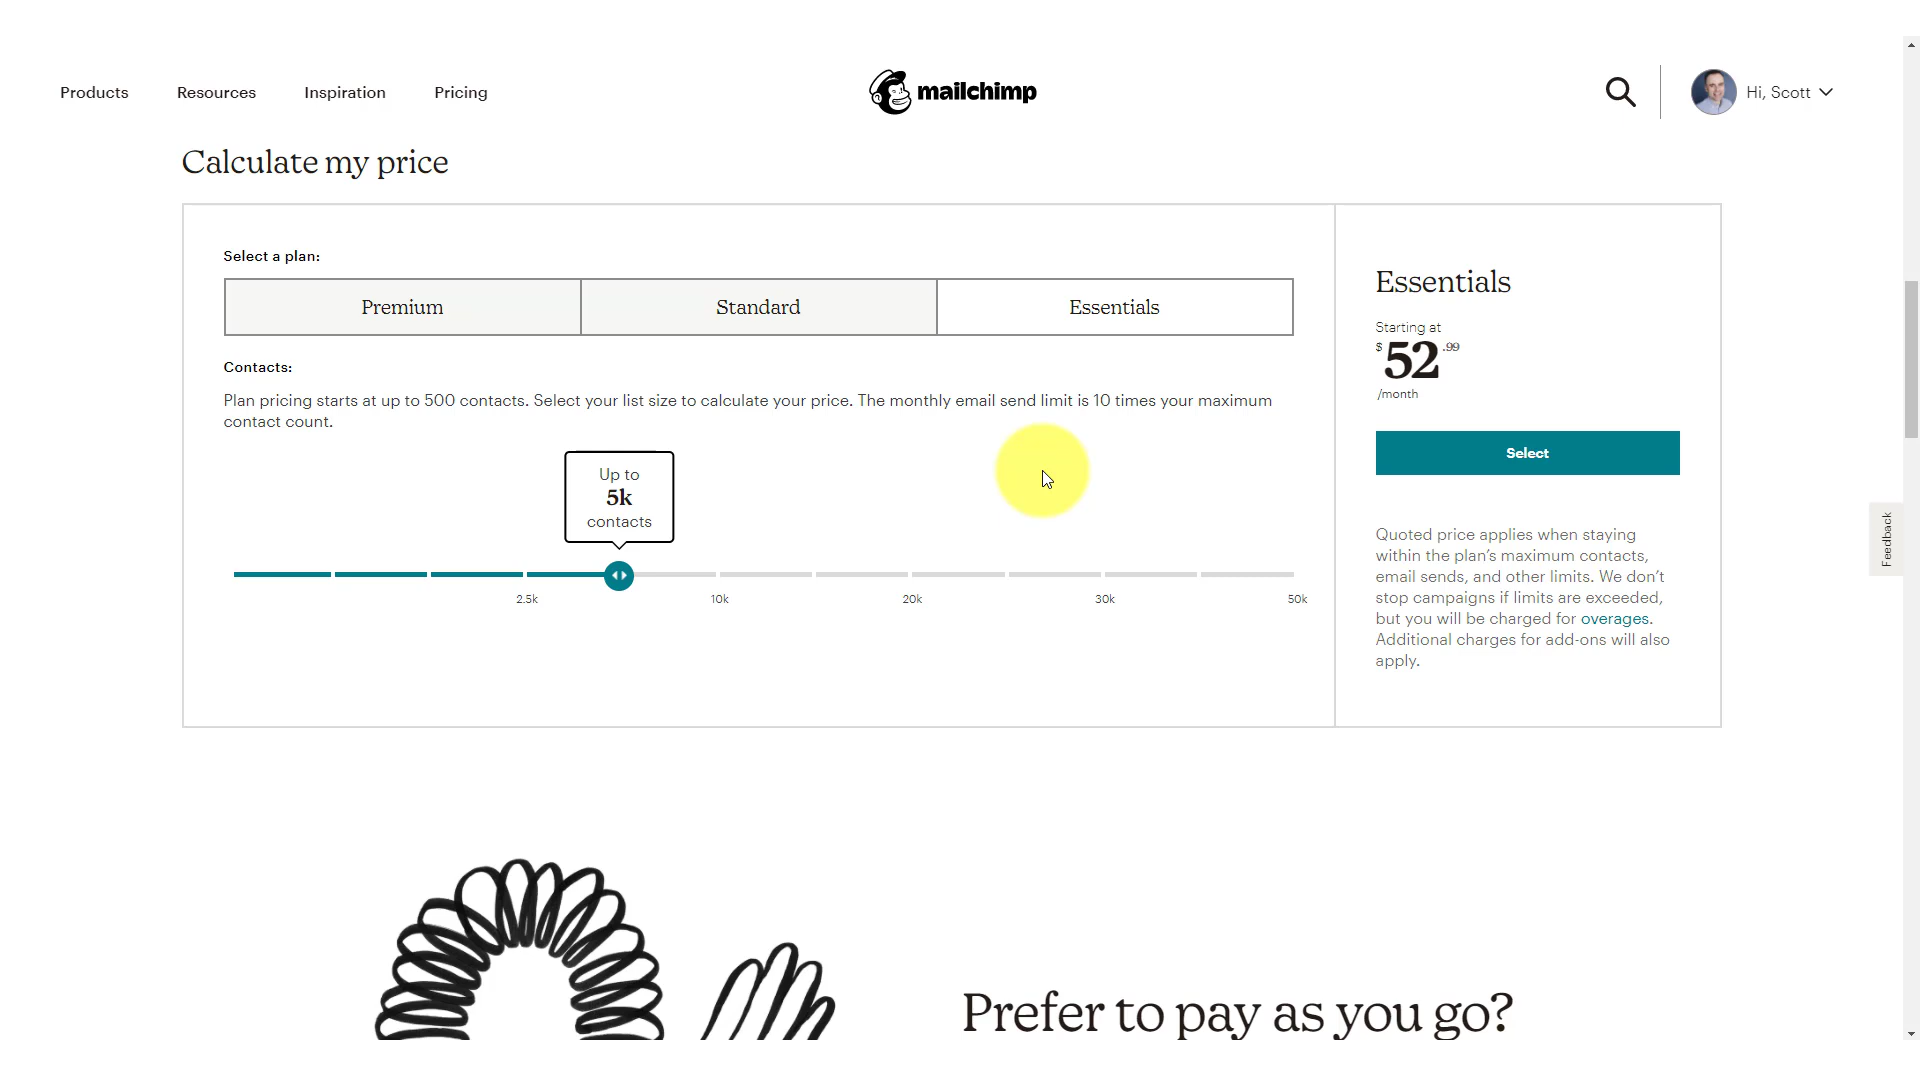 Products
Resources
Inspiration
Pricing
mailchimp
Hi, Scott
Calculate my price
Select a plan:
Premium
Standard
Essentials
Contacts:
Plan pricing starts at up to 500 contacts. Select your list size to calculate your price. The monthly email send limit is 10 times your maximum
contact count.
Up to
5k
contacts
2.5k
10k
20k
30k
50k
Essentials
Starting at
$52.99
/month
Select
Quoted price applies when staying
within the plan’s maximum contacts,
email sends, and other limits. We don’t
stop campaigns if limits are exceeded,
but you will be charged for overages.
Additional charges for add-ons will also
apply.
Feedback
Prefer to pay as you go?